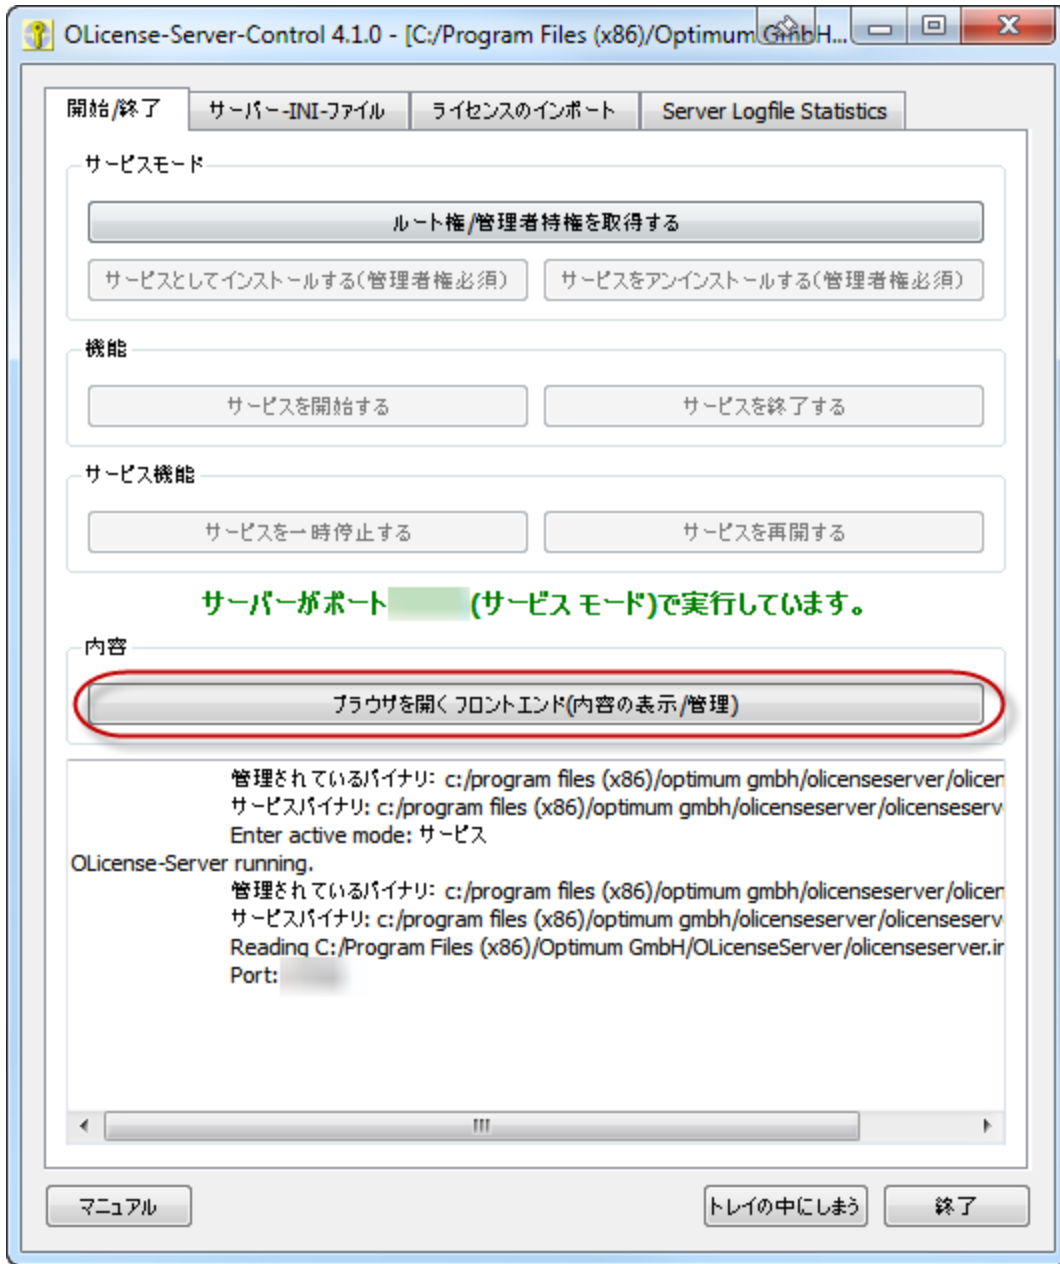 OLicense-Server-Control 4.1.0 - [C:/Program Files (x86)/Optimum GmbH...
開始/終了 サーバー-INI-ファイル ライセンスのインポート Server Logfile Statistics
サービスモード
ルート権/管理者特権を取得する
サービスとしてインストールする(管理者権必須) サービスをアンインストールする(管理者権必須)
機能
サービスを開始する サービスを終了する
サービス機能
サービスを一時停止する サービスを再開する
サーバーがポート (サービス モード)で実行しています。
内容
ブラウザを開く フロントエンド(内容の表示/管理)
管理されているバイナリ: c:/program files (x86)/optimum gmbh/olicenseserver/olicen
サービスバイナリ: c:/program files (x86)/optimum gmbh/olicenseserver/olicenseserv
Enter active mode: サービス
OLicense-Server running.
管理されているバイナリ: c:/program files (x86)/optimum gmbh/olicenseserver/olicen
サービスバイナリ: c:/program files (x86)/optimum gmbh/olicenseserver/olicenseserv
Reading C:/Program Files (x86)/Optimum GmbH/OLicenseServer/olicenseserver.in
Port:
マニュアル トレイの中にしまう 終了